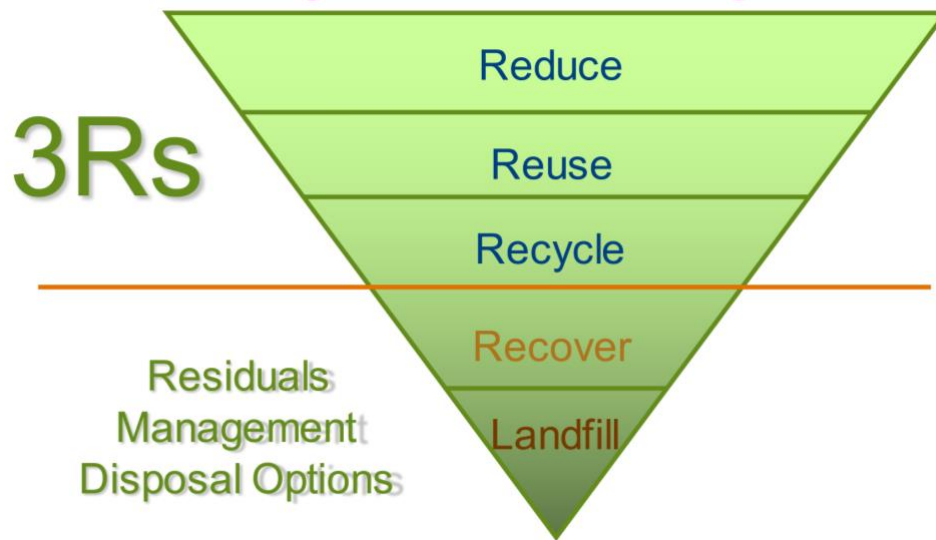 Reduce
3Rs
Reuse
Recycle
Recover
Residuals
Management
Disposal Options
Landfill